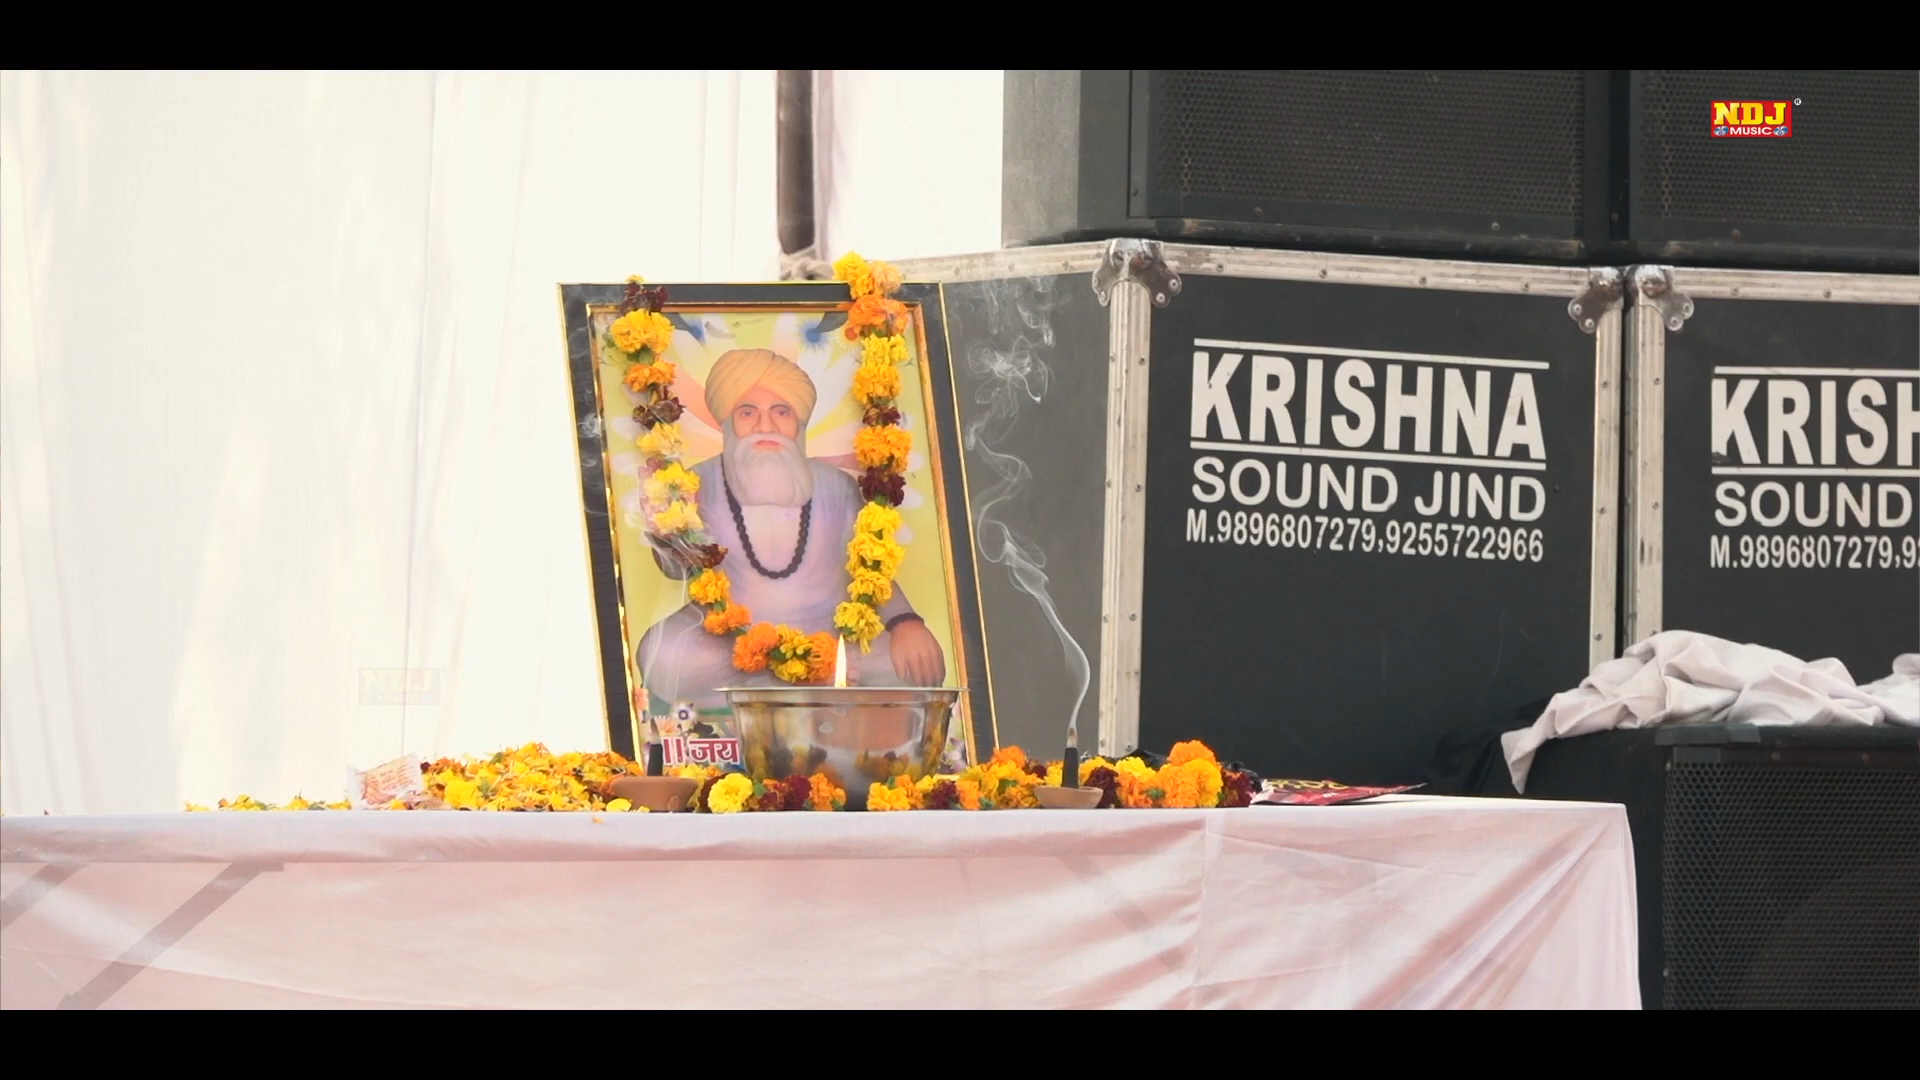 NDJ
MUSIC
KRISHNA
SOUND JIND
M.9896807279,9255722966
KRISH
SOUND
M.9896807279,9
॥ जय